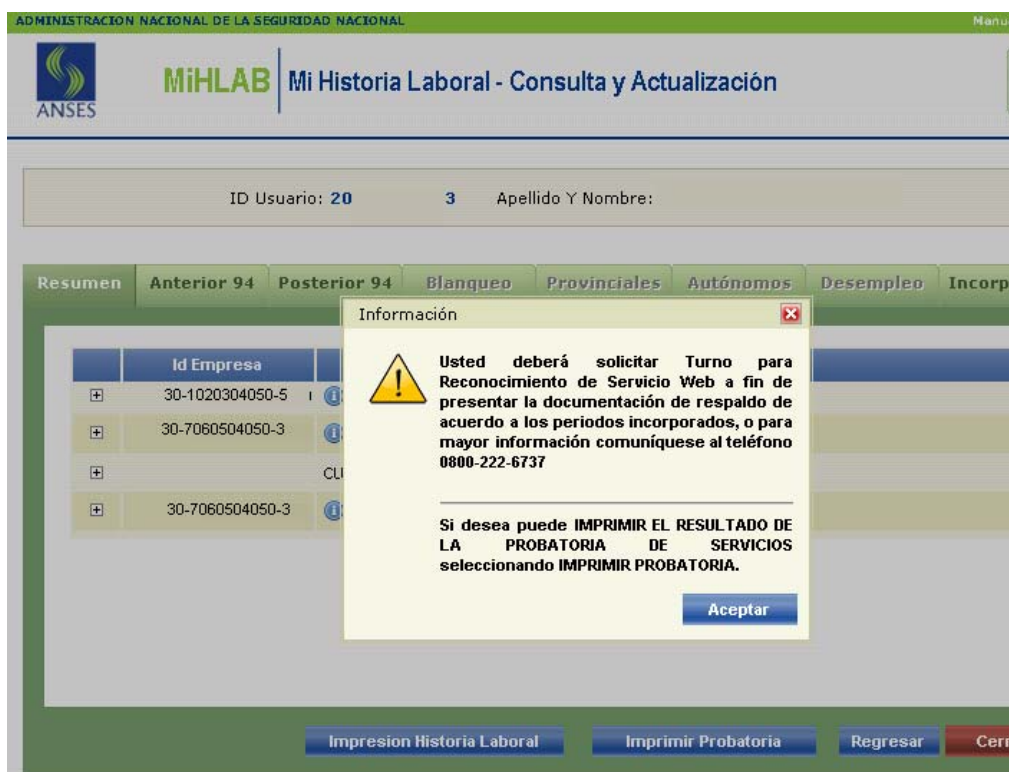 ADMINISTRACION NACIONAL DE LA SEGURIDAD NACIONAL
ANSES
MiHLAB Mi Historia Laboral - Consulta y Actualización
ID Usuario: 20 3 Apellido Y Nombre:
Resumen Anterior 94 Posterior 94 Blanqueo Provinciales Autónomos Desempleo Incorp
Información
Id Empresa
30-1020304050-5
30-7060504050-3
CLU
30-7060504050-3
Usted deberá solicitar Turno para
Reconocimiento de Servicio Web a fin de
presentar la documentación de respaldo de
acuerdo a los periodos incorporados, o para
mayor información comuníquese al teléfono
0800-222-6737
Si desea puede IMPRIMIR EL RESULTADO DE
LA PROBATORIA DE SERVICIOS
seleccionando IMPRIMIR PROBATORIA.
Aceptar
Impresion Historia Laboral Imprimir Probatoria Regresar Cerr